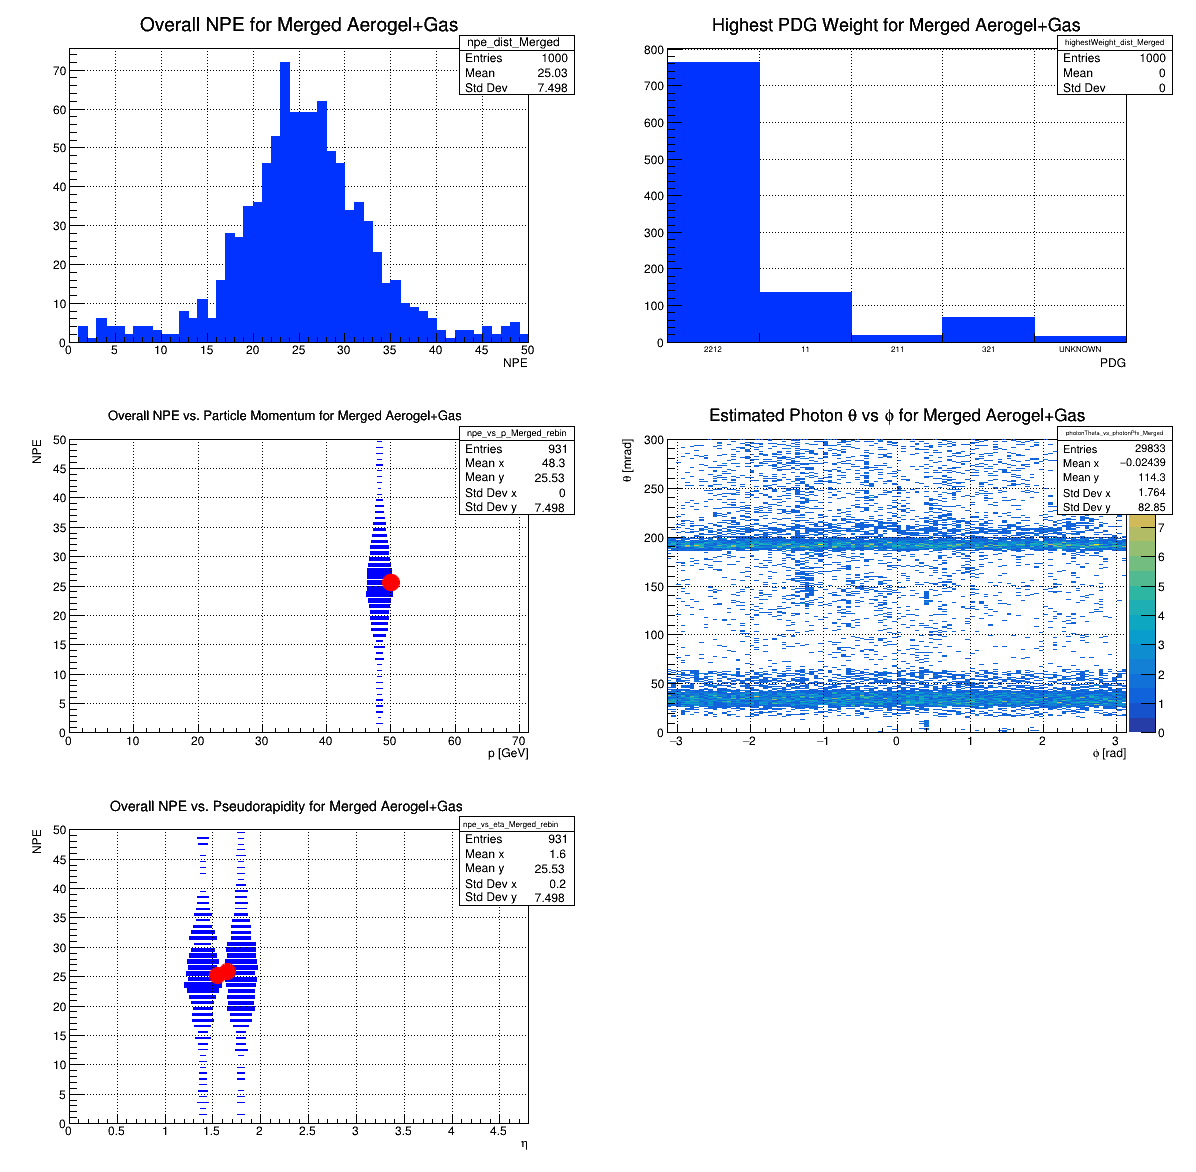 Overall NPE for Merged Aerogel+Gas
npe_dist_Merged
Entries 1000
Mean 25.03
Std Dev 7.498
70
60
50
40
30
20
10
0
0 5 10 15 20 25 30 35 40 45 50
NPE
Highest PDG Weight for Merged Aerogel+Gas
highestWeight_dist_Merged
Entries 1000
Mean 0
Std Dev 0
800
700
600
500
400
300
200
100
0
2212 11 211 321 UNKNOWN
PDG
Overall NPE vs. Particle Momentum for Merged Aerogel+Gas
npe_vs_p_Merged_rebin
Entries 931
Mean x 48.3
Mean y 25.53
Std Dev x 0
Std Dev y 7.498
NPE
50
45
40
35
30
25
20
15
10
5
0
0 10 20 30 40 50 60 70
p [GeV]
Estimated Photon θ vs ϕ for Merged Aerogel+Gas
photonTheta_vs_photonPhi_Merged
Entries 29833
Mean x −0.02439
Mean y 114.3
Std Dev x 1.764
Std Dev y 82.85
θ [mrad]
300
250
200
150
100
50
0
−3 −2 −1 0 1 2 3
ϕ [rad]
7
6
5
4
3
2
1
0
Overall NPE vs. Pseudorapidity for Merged Aerogel+Gas
npe_vs_eta_Merged_rebin
Entries 931
Mean x 1.6
Mean y 25.53
Std Dev x 0.2
Std Dev y 7.498
NPE
50
45
40
35
30
25
20
15
10
5
0
0 0.5 1 1.5 2 2.5 3 3.5 4 4.5
η